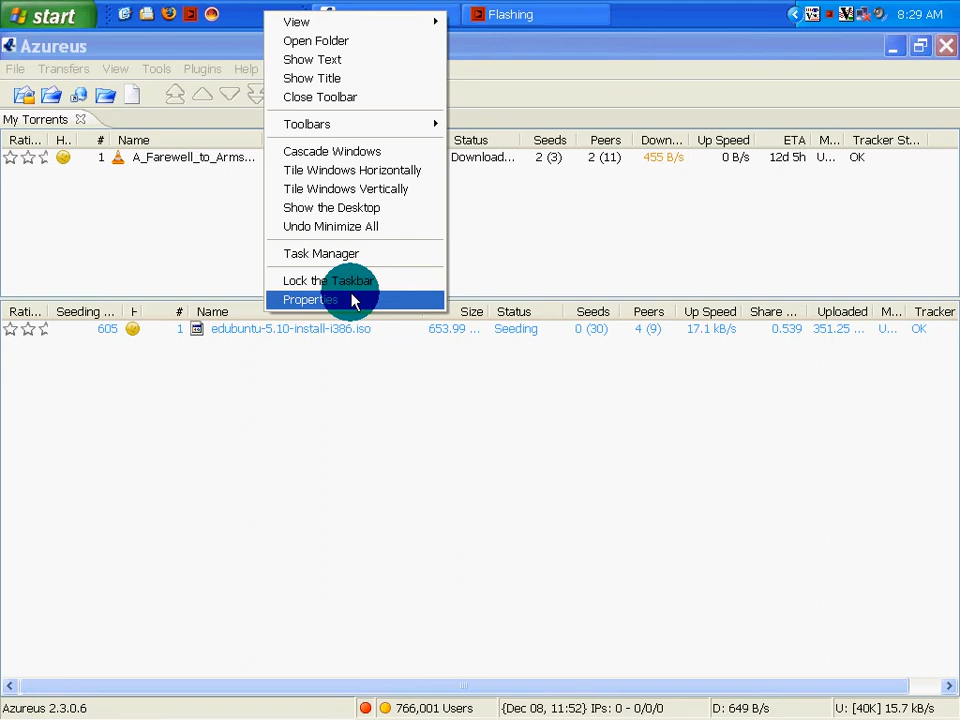 start
Flashing
8:29 AM
Azureus
File Transfers View Tools Plugins Help
View
Open Folder
Show Text
Show Title
Close Toolbar
Toolbars
Cascade Windows
Tile Windows Horizontally
Tile Windows Vertically
Show the Desktop
Undo Minimize All
Task Manager
Lock the Taskbar
Properties
My Torrents
Rati... H.. # Name Status Seeds Peers Down... Up Speed ETA M... Tracker St...
1 A_Farewell_to_Arms... Download... 2 (3) 2 (11) 455 B/s 0 B/s 12d 5h U... OK
Rati... Seeding ... H # Name Size Status Seeds Peers Up Speed Share ... Uploaded M... Tracker
605 1 edubuntu-5.10-install-i386.iso 653.99 ... Seeding 0 (30) 4 (9) 17.1 kB/s 0.539 351.25 ... U... OK
Azureus 2.3.0.6 766,001 Users {Dec 08, 11:52} IPs: 0 - 0/0/0 D: 649 B/s U: [40K] 15.7 kB/s